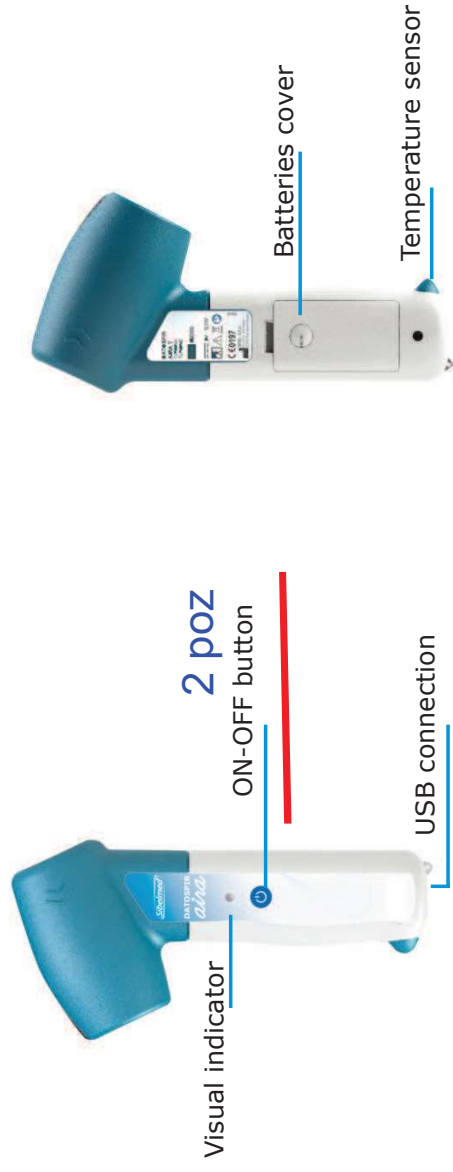 Visual indicator
Sibelmed
DATOSPIR
aira
2 poz
ON-OFF button
USB connection
CE0197
Batteries cover
Temperature sensor